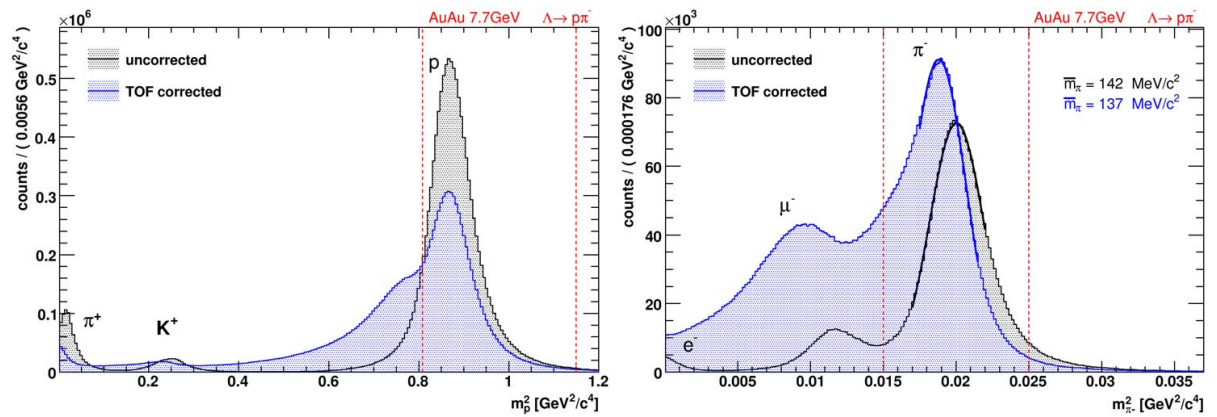 ×10⁶
AuAu 7.7GeV Λ→ pπ⁻
uncorrected
TOF corrected
p
π⁺
K⁺
counts / ( 0.0056 GeV²/c⁴ )
0.5
0.4
0.3
0.2
0.1
0
0.2 0.4 0.6 0.8 1 1.2
m²ₚ [GeV²/c⁴]
×10³
AuAu 7.7GeV Λ→ pπ⁻
uncorrected
TOF corrected
π⁻
m̅π = 142 MeV/c²
m̅π = 137 MeV/c²
μ⁻
e⁻
counts / ( 0.000176 GeV²/c⁴ )
100
80
60
40
20
0
0.005 0.01 0.015 0.02 0.025 0.03 0.035
m²π⁻ [GeV²/c⁴]